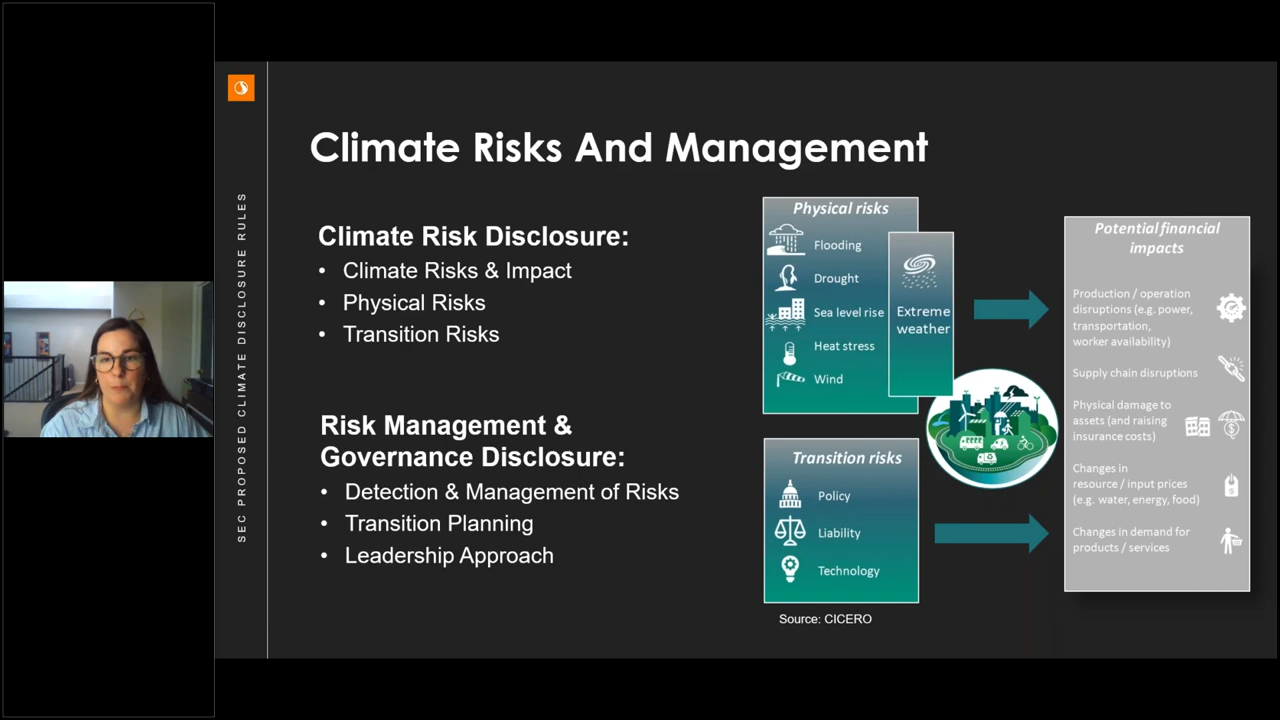 SEC PROPOSED CLIMATE DISCLOSURE RULES
Climate Risks And Management
Climate Risk Disclosure:
• Climate Risks & Impact
• Physical Risks
• Transition Risks
Risk Management &
Governance Disclosure:
• Detection & Management of Risks
• Transition Planning
• Leadership Approach
Physical risks
Flooding
Drought
Sea level rise
Heat stress
Wind
Extreme
weather
Transition risks
Policy
Liability
Technology
Source: CICERO
Potential financial
impacts
Production / operation
disruptions (e.g. power,
transportation,
worker availability)
Supply chain disruptions
Physical damage to
assets (and raising
insurance costs)
Changes in
resource / input prices
(e.g. water, energy, food)
Changes in demand for
products / services